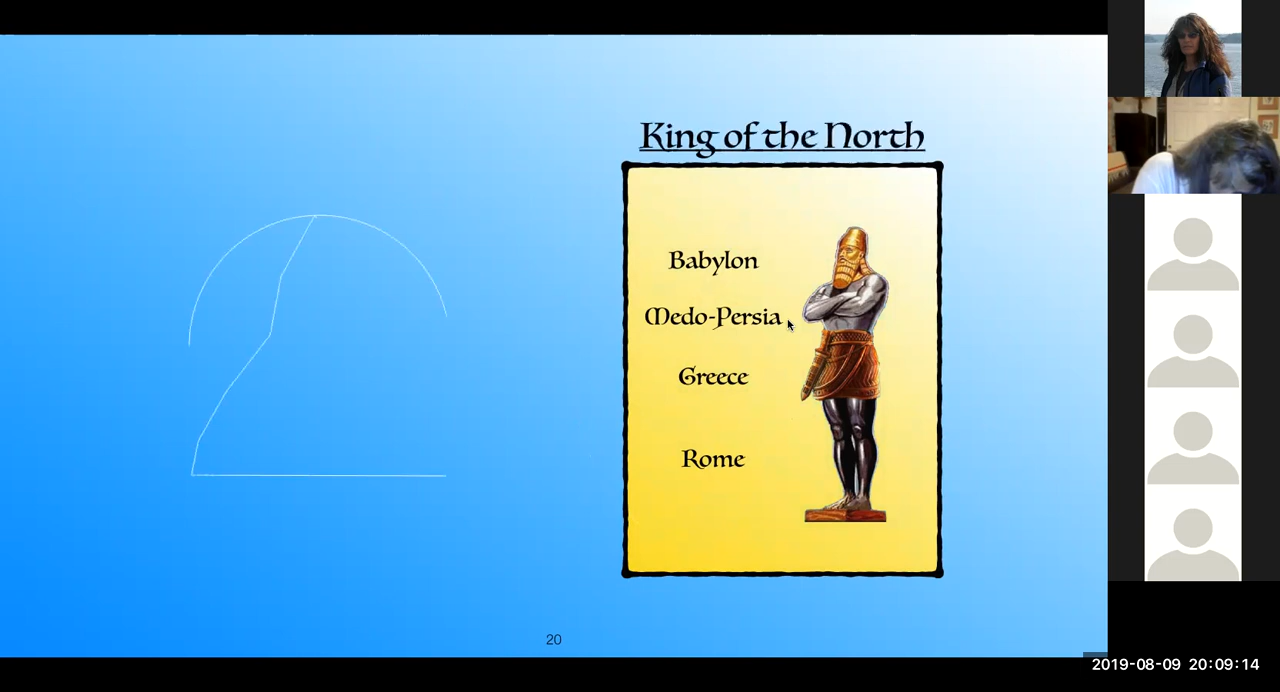 King of the North
Babylon
Medo-Persia
Greece
Rome
20
2019-08-09 20:09:14